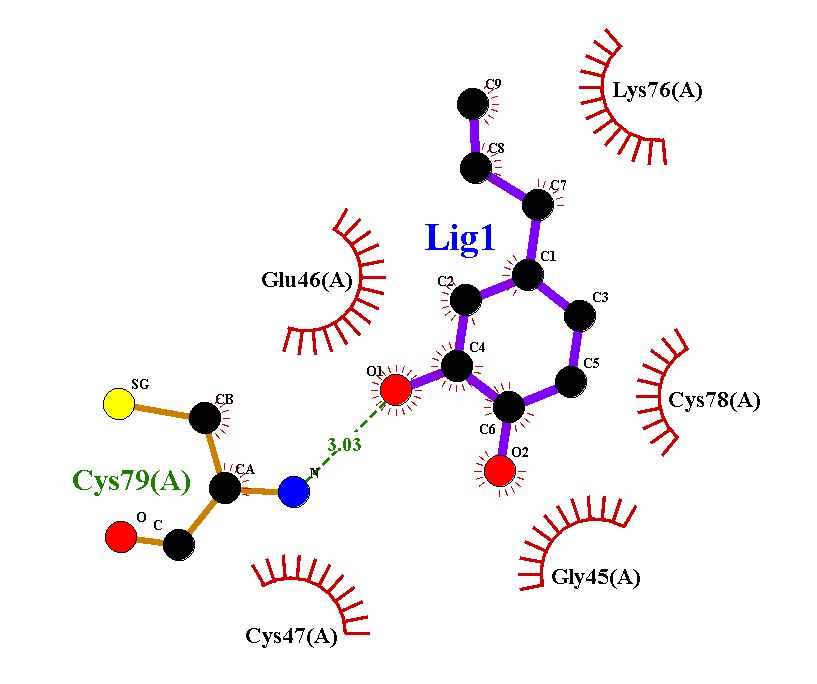 C9
Lys76(A)
C8
C7
Lig1
C1
Glu46(A)
C2
C3
C4
C5
O1
SG
CB
Cys78(A)
C6
3.03
O2
CA
N
Cys79(A)
O
C
Gly45(A)
Cys47(A)